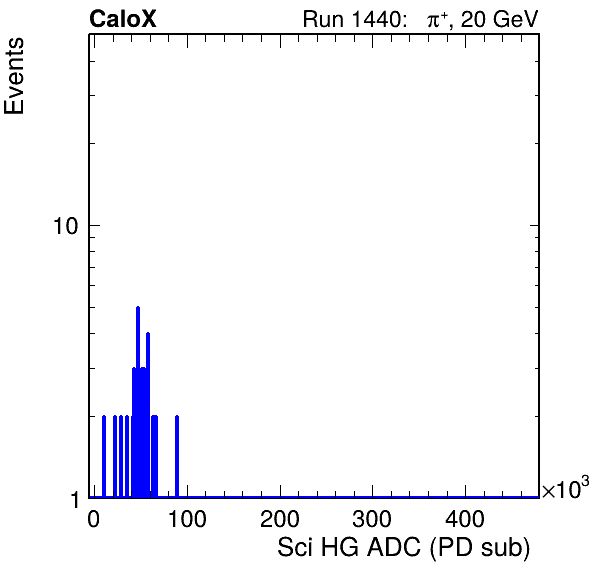 CaloX Run 1440: π⁺, 20 GeV
Events
10
1
0 100 200 300 400 ×10³
Sci HG ADC (PD sub)